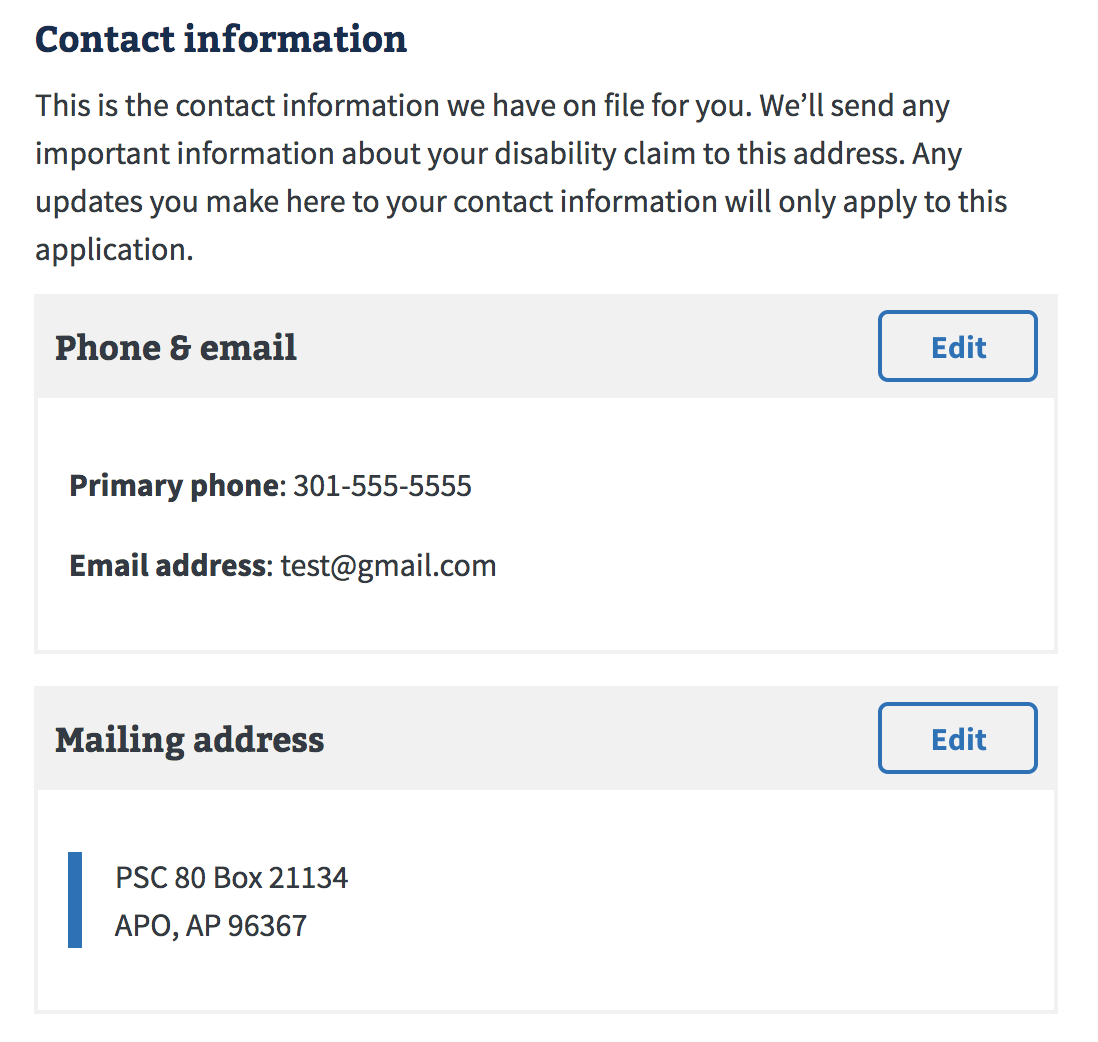 Contact information
This is the contact information we have on file for you. We’ll send any
important information about your disability claim to this address. Any
updates you make here to your contact information will only apply to this
application.
Phone & email
Edit
Primary phone: 301-555-5555
Email address: test@gmail.com
Mailing address
Edit
PSC 80 Box 21134
APO, AP 96367